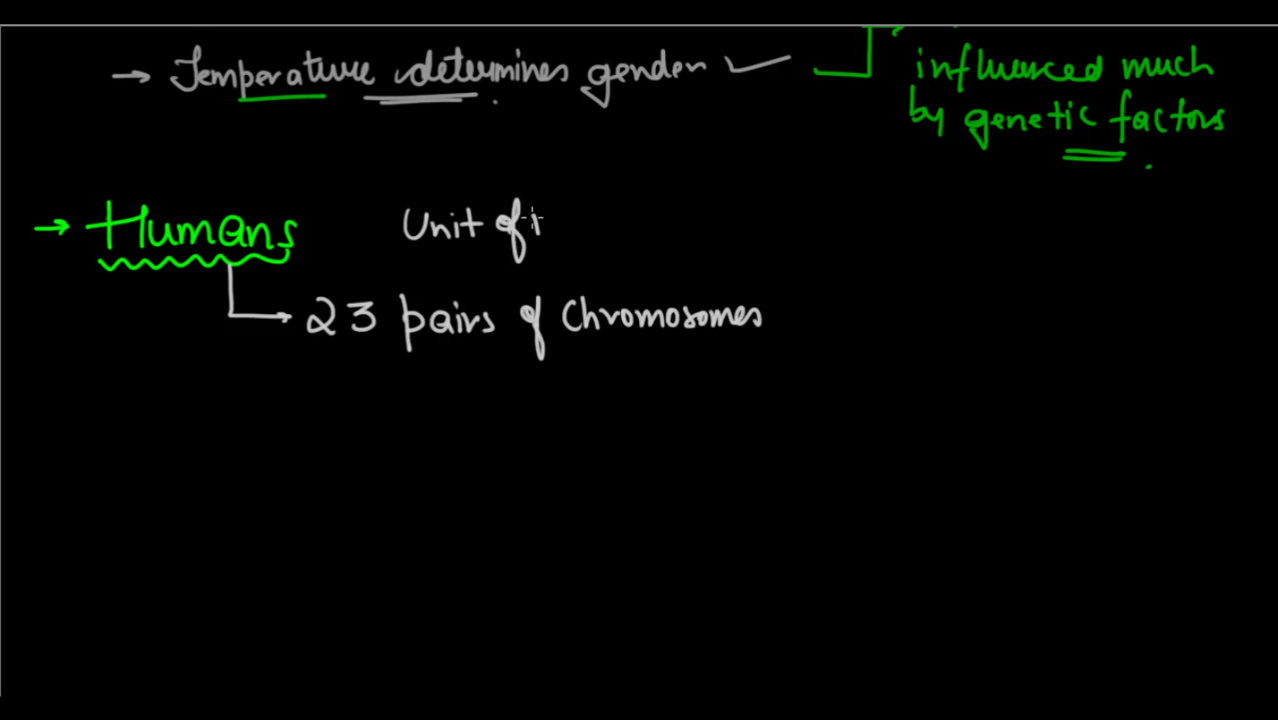 → Temperature determines gender ✓
influenced much
by genetic factors
→ Humans
Unit of i
→ 23 pairs of Chromosomes